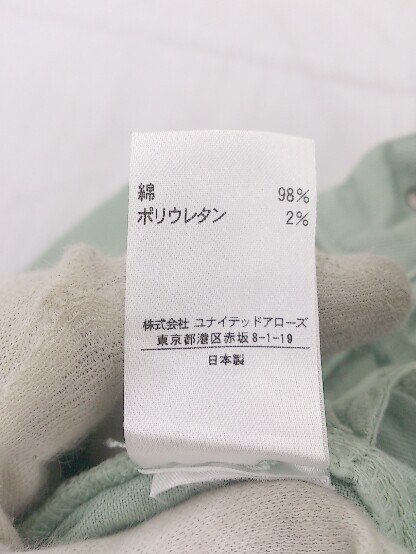 綿 98%
ポリウレタン 2%
株式会社 ユナイテッドアローズ
東京都港区赤坂8-1-19
日本製